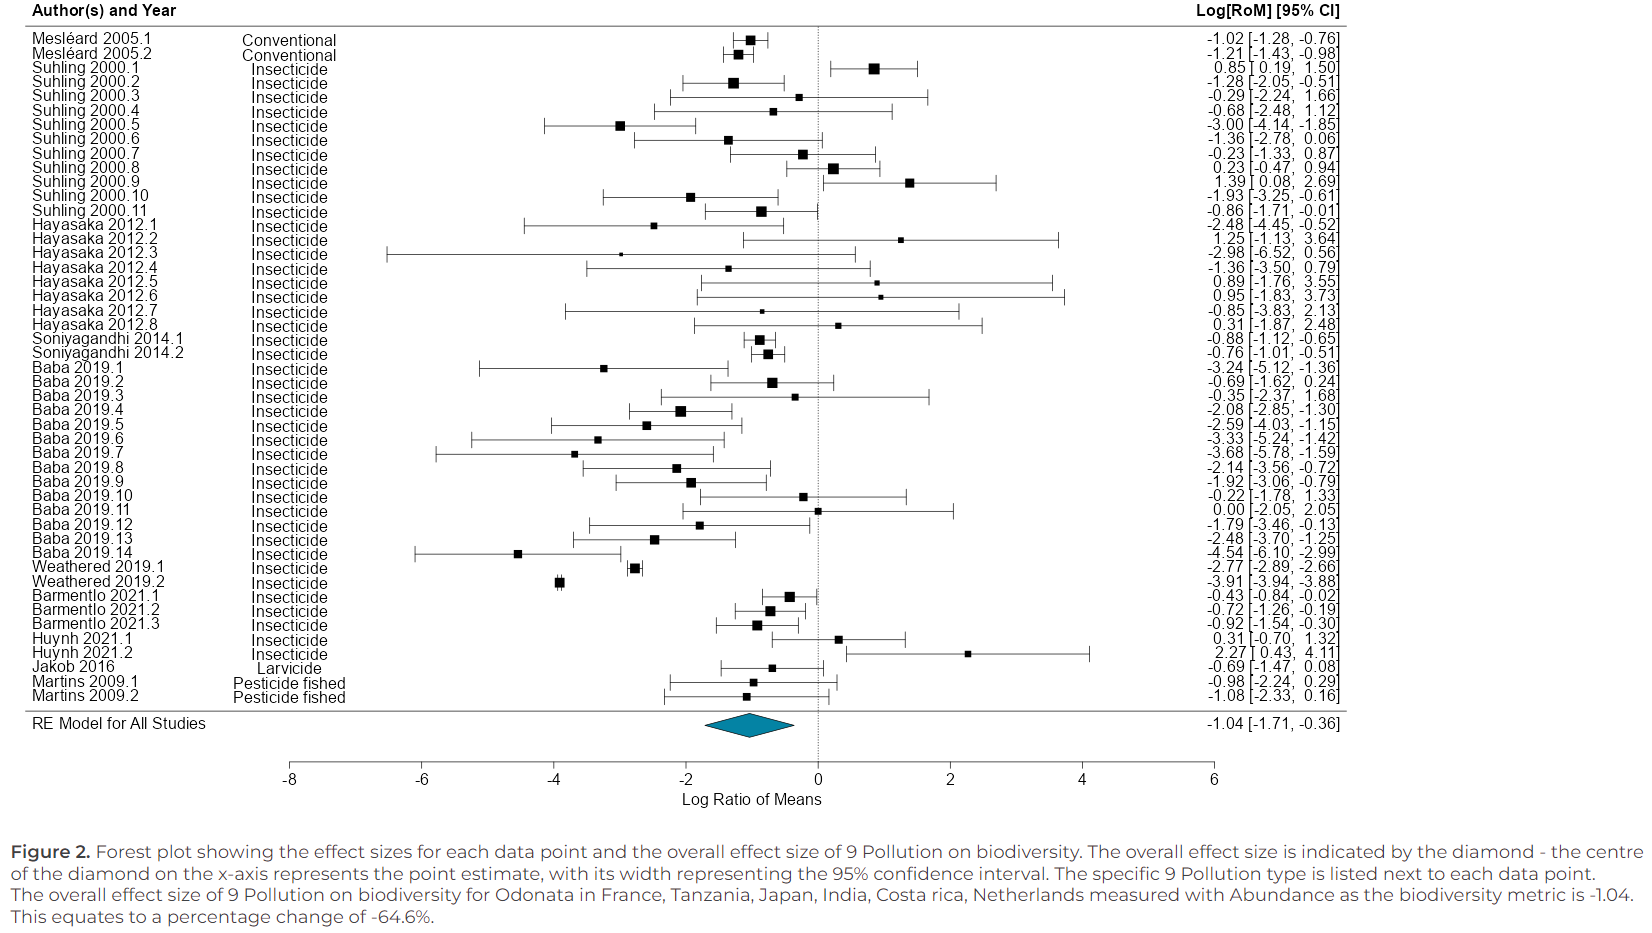 Author(s) and Year Log[RoM] [95% CI]
Mesléard 2005.1 Conventional -1.02 [-1.28, -0.76]
Mesléard 2005.2 Conventional -1.21 [-1.43, -0.98]
Suhling 2000.1 Insecticide 0.85 [ 0.19, 1.50]
Suhling 2000.2 Insecticide -1.28 [-2.05, -0.51]
Suhling 2000.3 Insecticide -0.29 [-2.24, 1.66]
Suhling 2000.4 Insecticide -0.68 [-2.48, 1.12]
Suhling 2000.5 Insecticide -3.00 [-4.14, -1.85]
Suhling 2000.6 Insecticide -1.36 [-2.78, 0.06]
Suhling 2000.7 Insecticide -0.23 [-1.33, 0.87]
Suhling 2000.8 Insecticide 0.23 [-0.47, 0.94]
Suhling 2000.9 Insecticide 1.39 [ 0.08, 2.69]
Suhling 2000.10 Insecticide -1.93 [-3.25, -0.61]
Suhling 2000.11 Insecticide -0.86 [-1.71, -0.01]
Hayasaka 2012.1 Insecticide -2.48 [-4.45, -0.52]
Hayasaka 2012.2 Insecticide 1.25 [-1.13, 3.64]
Hayasaka 2012.3 Insecticide -2.98 [-6.52, 0.56]
Hayasaka 2012.4 Insecticide -1.36 [-3.50, 0.79]
Hayasaka 2012.5 Insecticide 0.89 [-1.76, 3.55]
Hayasaka 2012.6 Insecticide 0.95 [-1.83, 3.73]
Hayasaka 2012.7 Insecticide -0.85 [-3.83, 2.13]
Hayasaka 2012.8 Insecticide 0.31 [-1.87, 2.48]
Soniyagandhi 2014.1 Insecticide -0.88 [-1.12, -0.65]
Soniyagandhi 2014.2 Insecticide -0.76 [-1.01, -0.51]
Baba 2019.1 Insecticide -3.24 [-5.12, -1.36]
Baba 2019.2 Insecticide -0.69 [-1.62, 0.24]
Baba 2019.3 Insecticide -0.35 [-2.37, 1.68]
Baba 2019.4 Insecticide -2.08 [-2.85, -1.30]
Baba 2019.5 Insecticide -2.59 [-4.03, -1.15]
Baba 2019.6 Insecticide -3.33 [-5.24, -1.42]
Baba 2019.7 Insecticide -3.68 [-5.78, -1.59]
Baba 2019.8 Insecticide -2.14 [-3.56, -0.72]
Baba 2019.9 Insecticide -1.92 [-3.06, -0.79]
Baba 2019.10 Insecticide -0.22 [-1.78, 1.33]
Baba 2019.11 Insecticide 0.00 [-2.05, 2.05]
Baba 2019.12 Insecticide -1.79 [-3.46, -0.13]
Baba 2019.13 Insecticide -2.48 [-3.70, -1.25]
Baba 2019.14 Insecticide -4.54 [-6.10, -2.99]
Weathered 2019.1 Insecticide -2.77 [-2.89, -2.66]
Weathered 2019.2 Insecticide -3.91 [-3.94, -3.88]
Barmentlo 2021.1 Insecticide -0.43 [-0.84, -0.02]
Barmentlo 2021.2 Insecticide -0.72 [-1.26, -0.19]
Barmentlo 2021.3 Insecticide -0.92 [-1.54, -0.30]
Huynh 2021.1 Insecticide 0.31 [-0.70, 1.32]
Huynh 2021.2 Insecticide 2.27 [ 0.43, 4.11]
Jakob 2016 Larvicide -0.69 [-1.47, 0.08]
Martins 2009.1 Pesticide fished -0.98 [-2.24, 0.29]
Martins 2009.2 Pesticide fished -1.08 [-2.33, 0.16]
RE Model for All Studies -1.04 [-1.71, -0.36]
-8 -6 -4 -2 0 2 4 6
Log Ratio of Means
Figure 2. Forest plot showing the effect sizes for each data point and the overall effect size of 9 Pollution on biodiversity. The overall effect size is indicated by the diamond - the centre
of the diamond on the x-axis represents the point estimate, with its width representing the 95% confidence interval. The specific 9 Pollution type is listed next to each data point.
The overall effect size of 9 Pollution on biodiversity for Odonata in France, Tanzania, Japan, India, Costa rica, Netherlands measured with Abundance as the biodiversity metric is -1.04.
This equates to a percentage change of -64.6%.